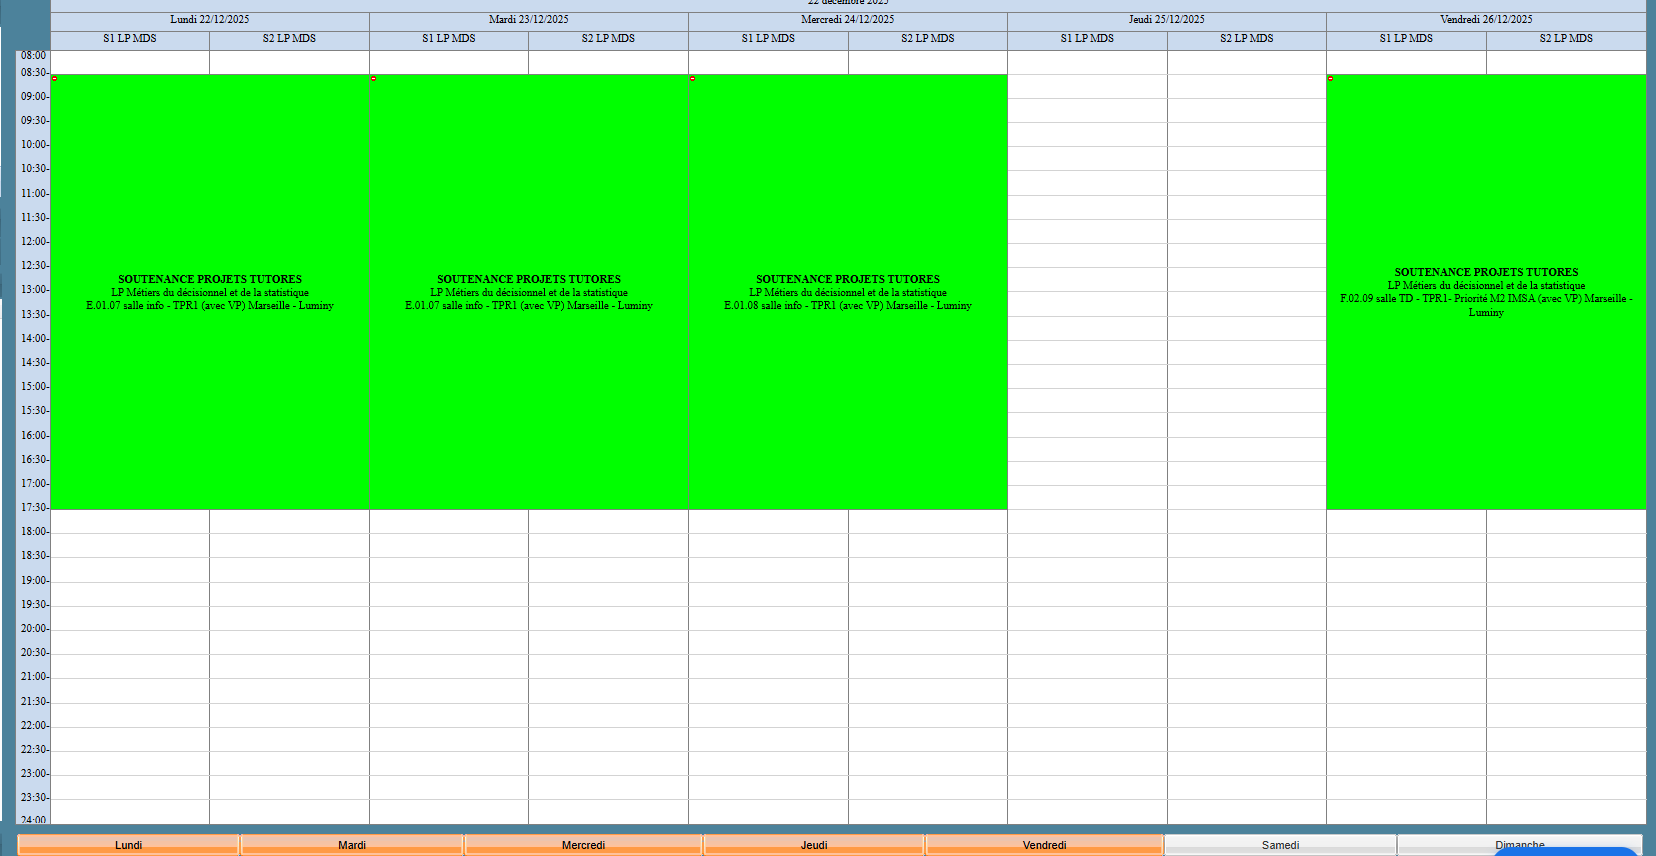 22 décembre 2025
Lundi 22/12/2025 Mardi 23/12/2025 Mercredi 24/12/2025 Jeudi 25/12/2025 Vendredi 26/12/2025
S1 LP MDS S2 LP MDS S1 LP MDS S2 LP MDS S1 LP MDS S2 LP MDS S1 LP MDS S2 LP MDS S1 LP MDS S2 LP MDS
08:00
08:30-
09:00-
09:30-
10:00-
10:30-
11:00-
11:30-
12:00-
12:30-
13:00-
13:30-
14:00-
14:30-
15:00-
15:30-
16:00-
16:30-
17:00-
17:30-
18:00-
18:30-
19:00-
19:30-
20:00-
20:30-
21:00-
21:30-
22:00-
22:30-
23:00-
23:30-
24:00
SOUTENANCE PROJETS TUTORES
LP Métiers du décisionnel et de la statistique
E.01.07 salle info - TPR1 (avec VP) Marseille - Luminy
SOUTENANCE PROJETS TUTORES
LP Métiers du décisionnel et de la statistique
E.01.07 salle info - TPR1 (avec VP) Marseille - Luminy
SOUTENANCE PROJETS TUTORES
LP Métiers du décisionnel et de la statistique
E.01.08 salle info - TPR1 (avec VP) Marseille - Luminy
SOUTENANCE PROJETS TUTORES
LP Métiers du décisionnel et de la statistique
F.02.09 salle TD - TPR1- Priorité M2 IMSA (avec VP) Marseille -
Luminy
Lundi Mardi Mercredi Jeudi Vendredi Samedi Dimanche